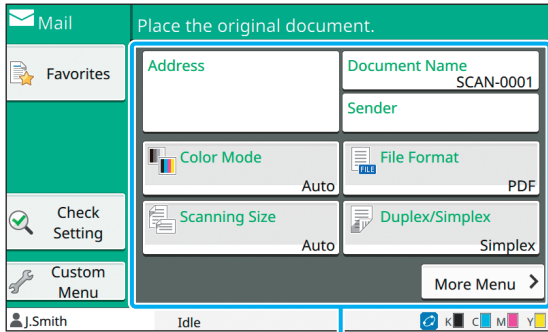 Mail
Place the original document.
Favorites
Address
Document Name
SCAN-0001
Sender
Color Mode
Auto
FILE
File Format
PDF
Check
Setting
Scanning Size
Auto
Duplex/Simplex
Simplex
Custom
Menu
More Menu
J.Smith
Idle
K C M Y